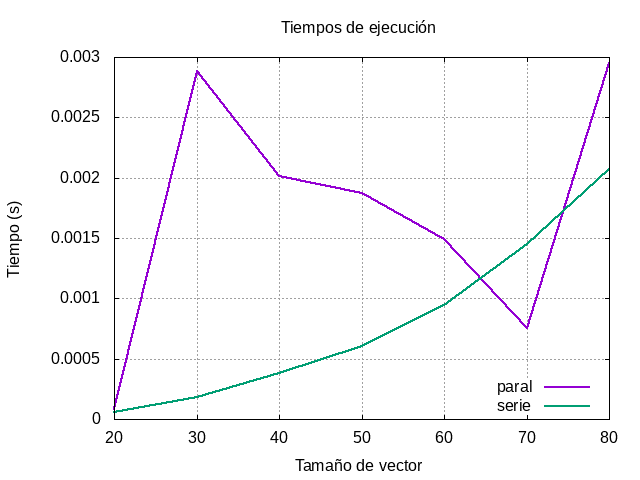 Tiempos de ejecución
0.003
0.0025
0.002
0.0015
0.001
0.0005
0
Tiempo (s)
paral
serie
20 30 40 50 60 70 80
Tamaño de vector